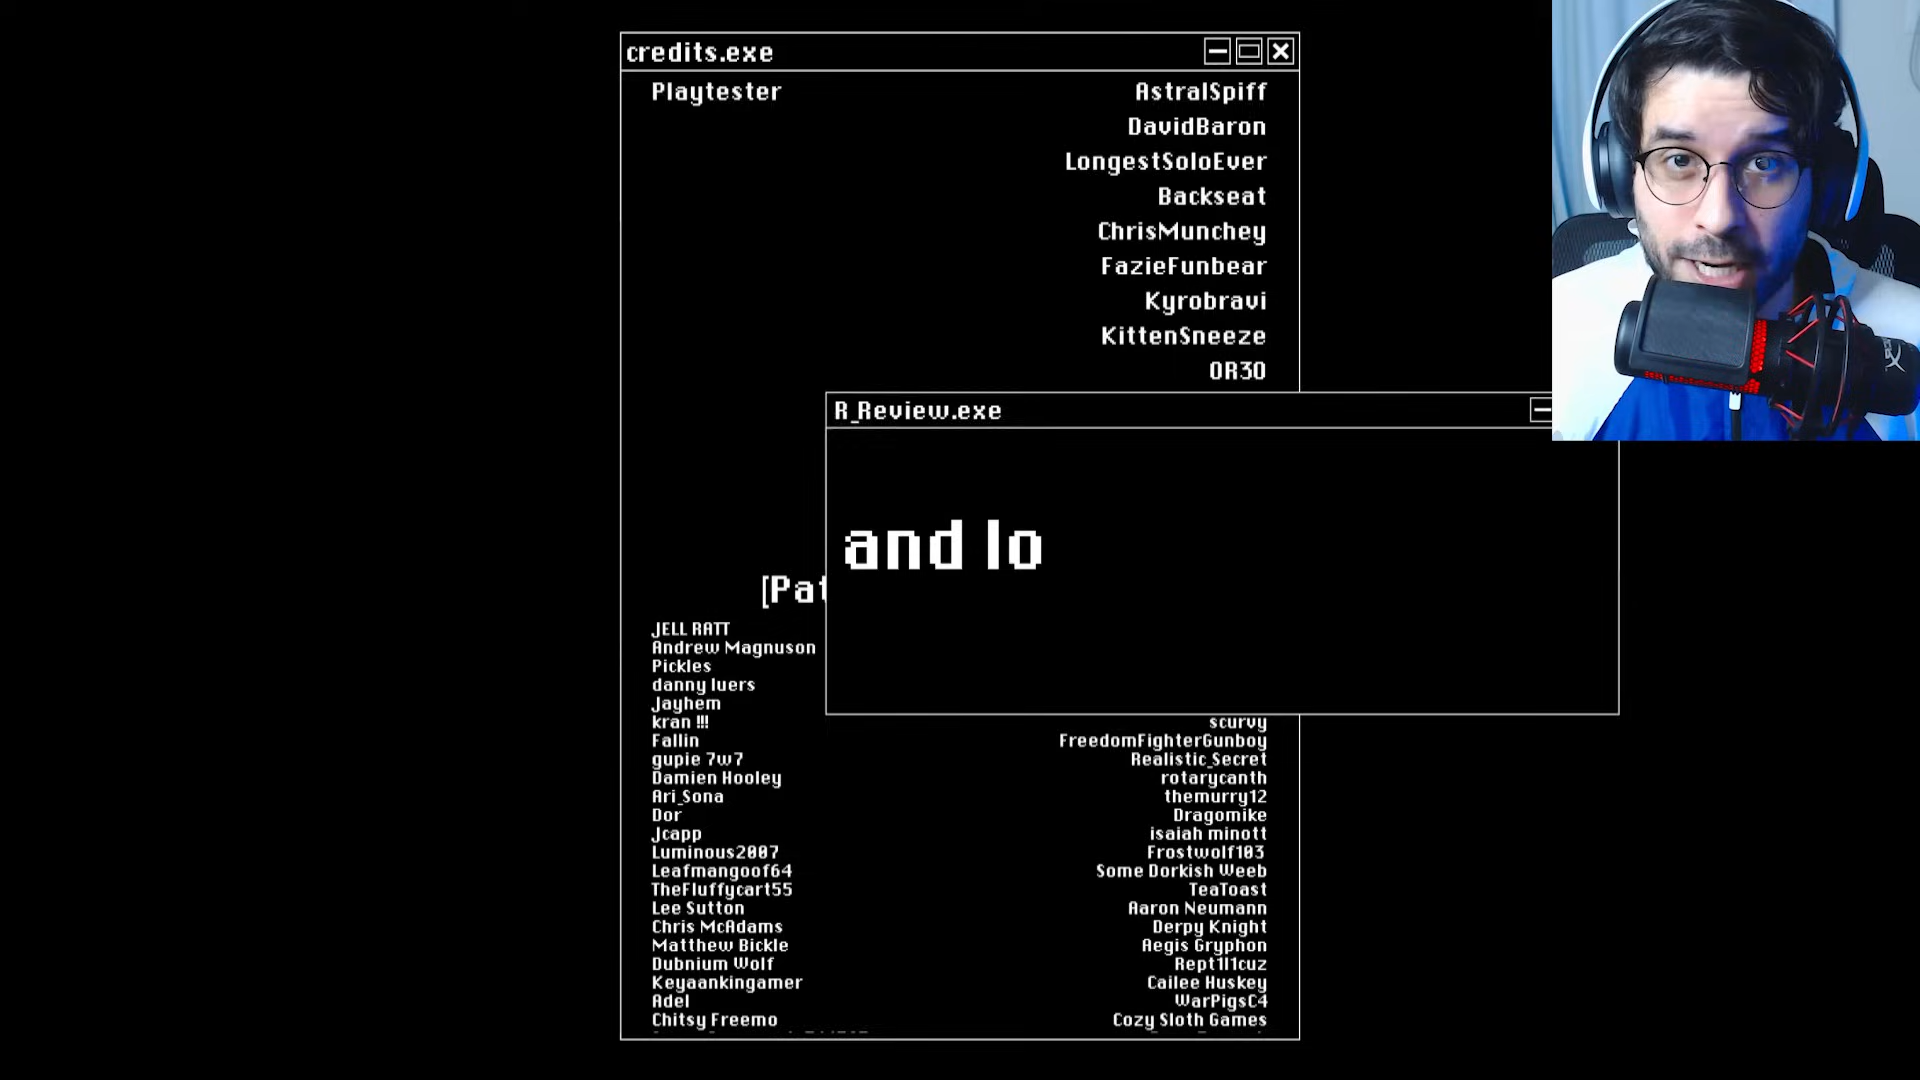 credits.exe
Playtester AstralSpiff
DavidBaron
LongestSoloEver
Backseat
ChrisMunchey
FazieFunbear
Kyrobravi
KittenSneeze
OR30
R_Review.exe
and lo
[Pat
JELL RATT
Andrew Magnuson
Pickles
danny luers
Jayhem
kran !!! scurvy
Fallin FreedomFighterGunboy
gupie 7w7 Realistic_Secret
Damien Hooley rotarycanth
Ari_Sona themurry12
Dor Dragomike
Jcapp isaiah minott
Luminous2007 Frostwolf103
Leafmangoof64 Some Dorkish Weeb
TheFluffycart55 TeaToast
Lee Sutton Aaron Neumann
Chris McAdams Derpy Knight
Matthew Bickle Aegis Gryphon
Dubnium Wolf Rept1l1cuz
Keyaankingamer Cailee Huskey
Adel WarPigsC4
Chitsy Freemo Cozy Sloth Games